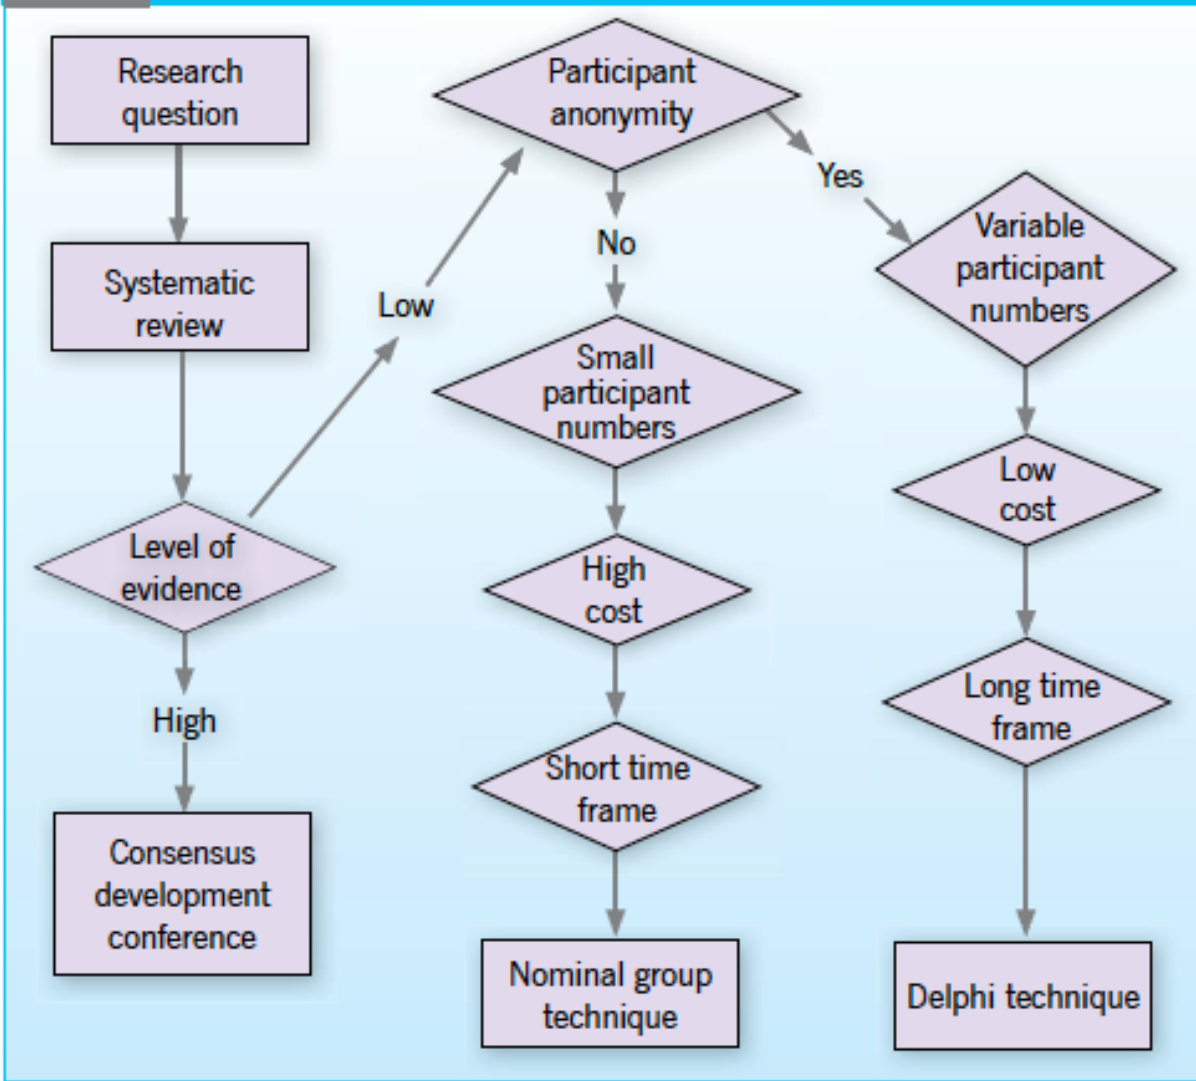 Research
question
Systematic
review
Level of
evidence
High
Consensus
development
conference
Low
Participant
anonymity
No
Small
participant
numbers
High
cost
Short time
frame
Nominal group
technique
Yes
Variable
participant
numbers
Low
cost
Long time
frame
Delphi technique